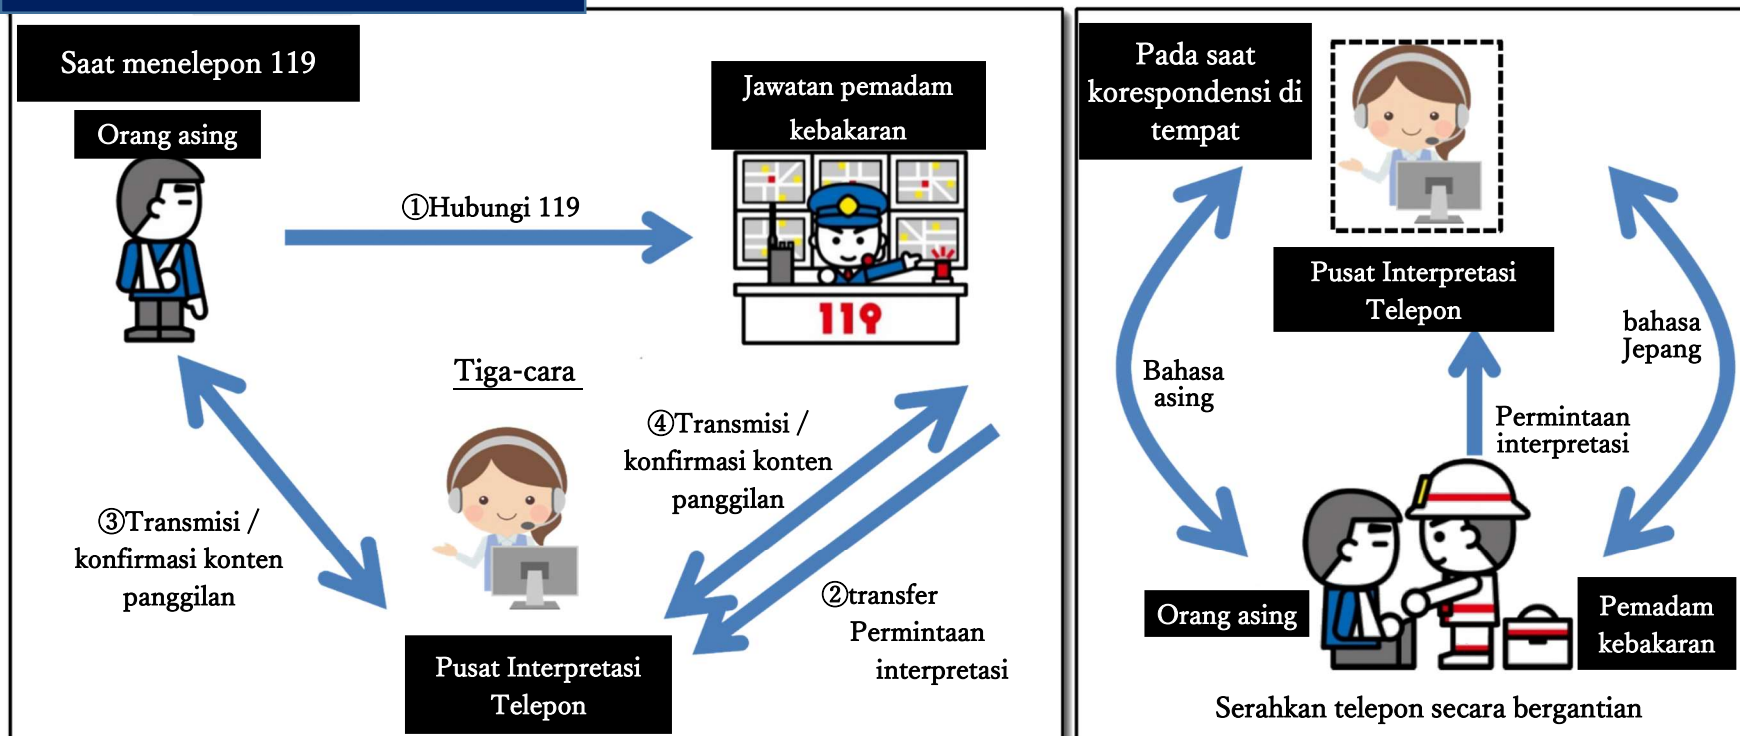 Saat menelepon 119
Orang asing
①Hubungi 119
Jawatan pemadam
kebakaran
119
Tiga-cara
④Transmisi /
konfirmasi konten
panggilan
③Transmisi /
konfirmasi konten
panggilan
②transfer
Permintaan
interpretasi
Pusat Interpretasi
Telepon
Pada saat
korespondensi di
tempat
Pusat Interpretasi
Telepon
Bahasa
asing
bahasa
Jepang
Permintaan
interpretasi
Orang asing
Pemadam
kebakaran
Serahkan telepon secara bergantian